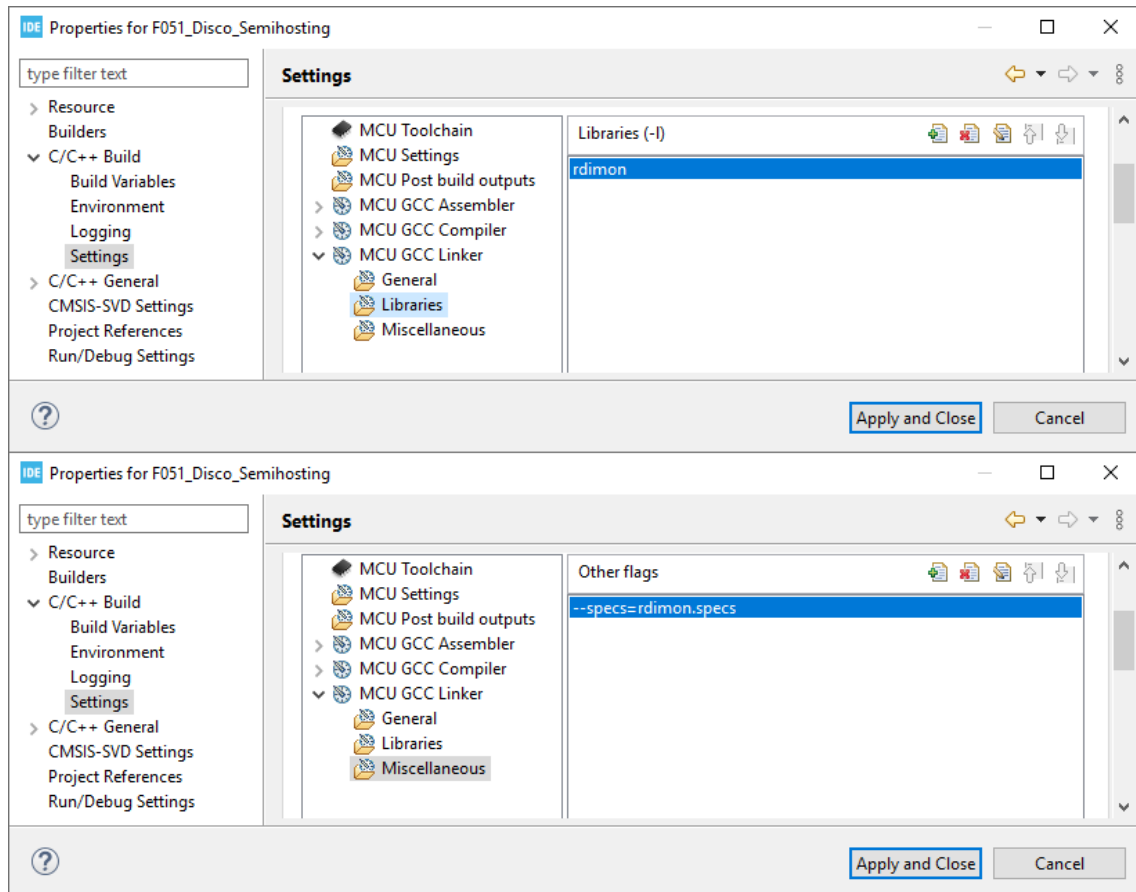 IDE Properties for F051_Disco_Semihosting
type filter text
Settings
Resource
Builders
C/C++ Build
Build Variables
Environment
Logging
Settings
C/C++ General
CMSIS-SVD Settings
Project References
Run/Debug Settings
MCU Toolchain
MCU Settings
MCU Post build outputs
MCU GCC Assembler
MCU GCC Compiler
MCU GCC Linker
General
Libraries
Miscellaneous
Libraries (-l)
rdimon
?
Apply and Close
Cancel
IDE Properties for F051_Disco_Semihosting
type filter text
Settings
Resource
Builders
C/C++ Build
Build Variables
Environment
Logging
Settings
C/C++ General
CMSIS-SVD Settings
Project References
Run/Debug Settings
MCU Toolchain
MCU Settings
MCU Post build outputs
MCU GCC Assembler
MCU GCC Compiler
MCU GCC Linker
General
Libraries
Miscellaneous
Other flags
--specs=rdimon.specs
?
Apply and Close
Cancel